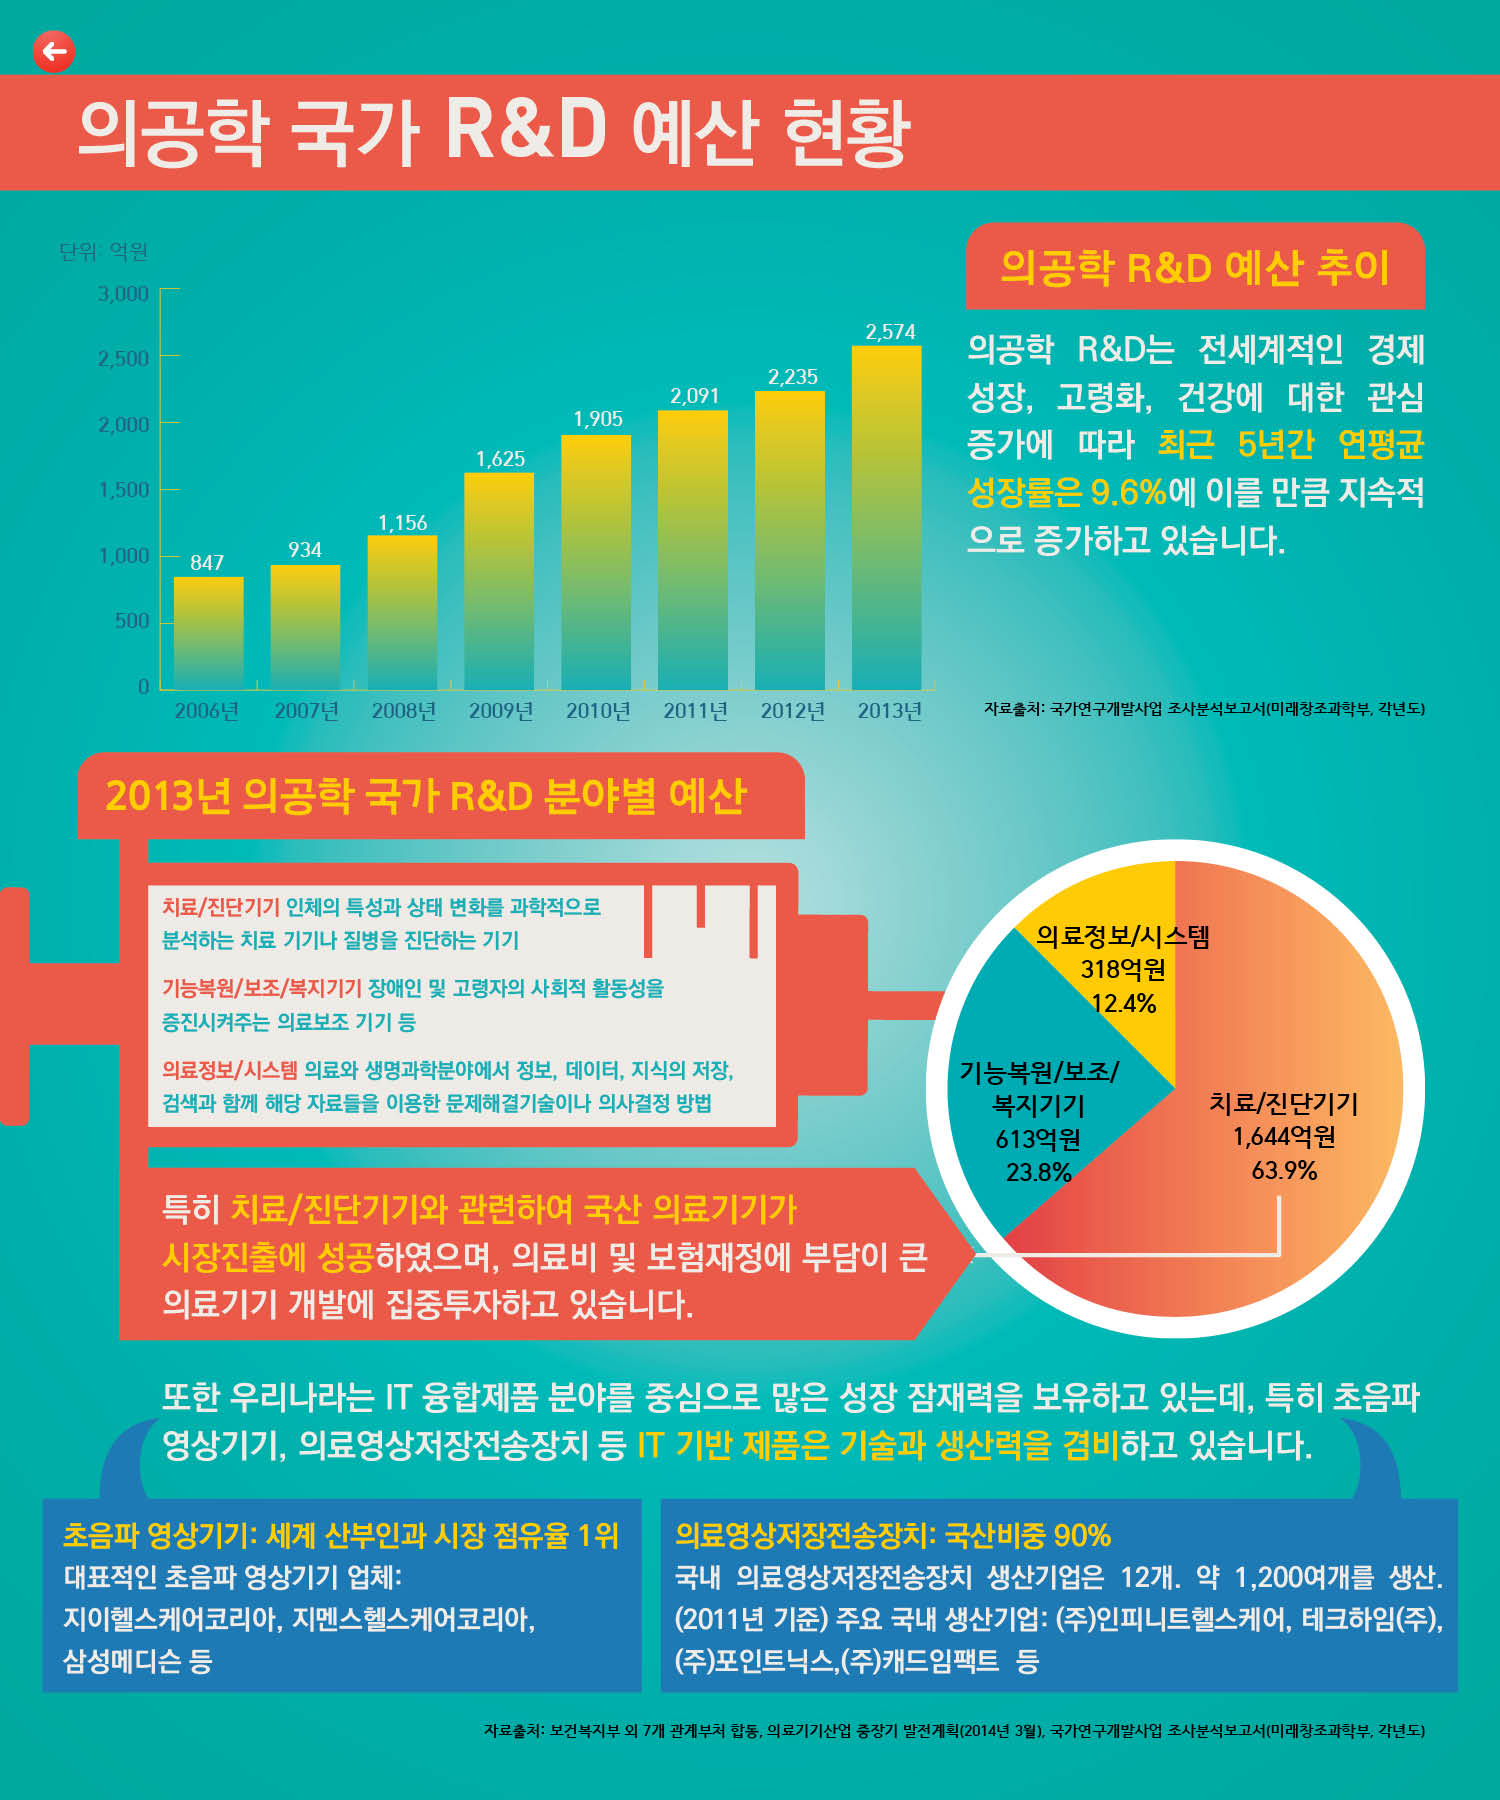 의공학 국가 R&D 예산 현황
단위: 억원
3,000
2,500
2,000
1,500
1,000
500
0
847
934
1,156
1,625
1,905
2,091
2,235
2,574
2006년
2007년
2008년
2009년
2010년
2011년
2012년
2013년
의공학 R&D 예산 추이
의공학 R&D는 전세계적인 경제
성장, 고령화, 건강에 대한 관심
증가에 따라 최근 5년간 연평균
성장률은 9.6%에 이를 만큼 지속적
으로 증가하고 있습니다.
자료출처: 국가연구개발사업 조사분석보고서(미래창조과학부, 각년도)
2013년 의공학 국가 R&D 분야별 예산
치료/진단기기 인체의 특성과 상태 변화를 과학적으로
분석하는 치료 기기나 질병을 진단하는 기기
기능복원/보조/복지기기 장애인 및 고령자의 사회적 활동성을
증진시켜주는 의료보조 기기 등
의료정보/시스템 의료와 생명과학분야에서 정보, 데이터, 지식의 저장,
검색과 함께 해당 자료들을 이용한 문제해결기술이나 의사결정 방법
의료정보/시스템
318억원
12.4%
기능복원/보조/
복지기기
613억원
23.8%
치료/진단기기
1,644억원
63.9%
특히 치료/진단기기와 관련하여 국산 의료기기가
시장진출에 성공하였으며, 의료비 및 보험재정에 부담이 큰
의료기기 개발에 집중투자하고 있습니다.
또한 우리나라는 IT 융합제품 분야를 중심으로 많은 성장 잠재력을 보유하고 있는데, 특히 초음파
영상기기, 의료영상저장전송장치 등 IT 기반 제품은 기술과 생산력을 겸비하고 있습니다.
초음파 영상기기: 세계 산부인과 시장 점유율 1위
대표적인 초음파 영상기기 업체:
지이헬스케어코리아, 지멘스헬스케어코리아,
삼성메디슨 등
의료영상저장전송장치: 국산비중 90%
국내 의료영상저장전송장치 생산기업은 12개. 약 1,200여개를 생산.
(2011년 기준) 주요 국내 생산기업: (주)인피니트헬스케어, 테크하임(주),
(주)포인트닉스,(주)캐드임팩트 등
자료출처: 보건복지부 외 7개 관계부처 합동, 의료기기산업 중장기 발전계획(2014년 3월), 국가연구개발사업 조사분석보고서(미래창조과학부, 각년도)